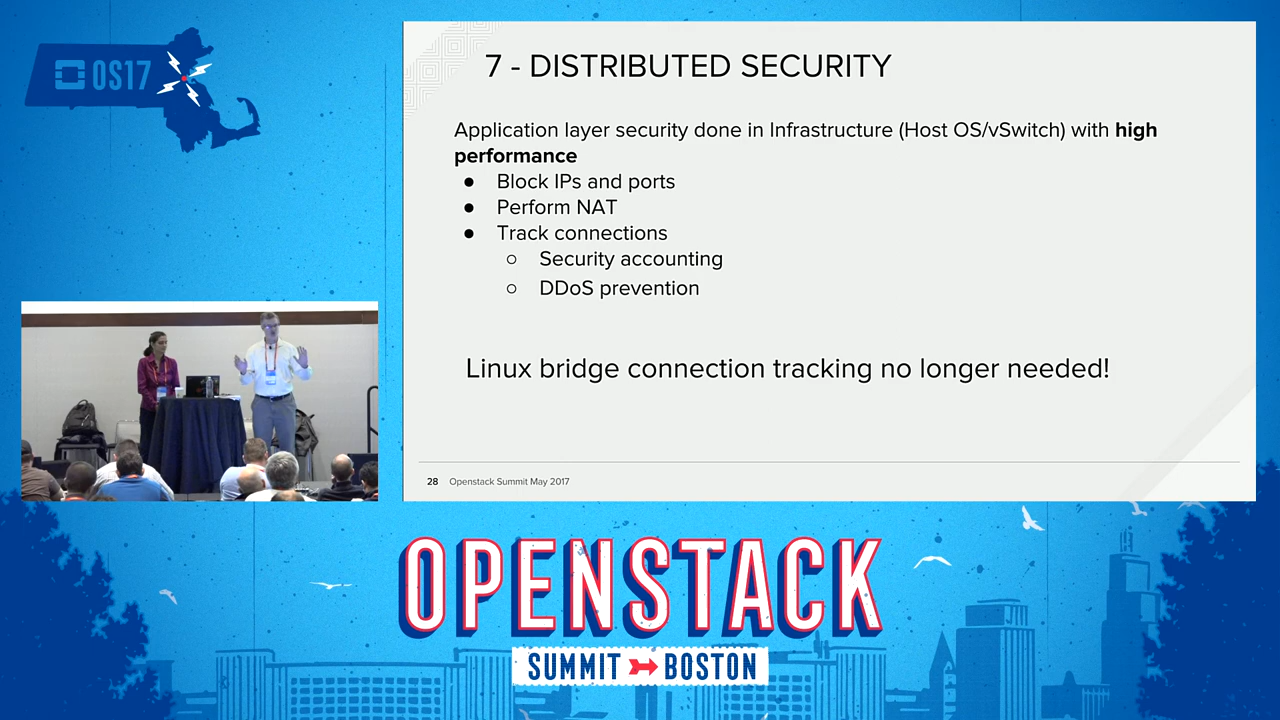 OS17
7 - DISTRIBUTED SECURITY
Application layer security done in Infrastructure (Host OS/vSwitch) with high
performance
● Block IPs and ports
● Perform NAT
● Track connections
○ Security accounting
○ DDoS prevention
Linux bridge connection tracking no longer needed!
28 Openstack Summit May 2017
OPENSTACK
SUMMIT BOSTON